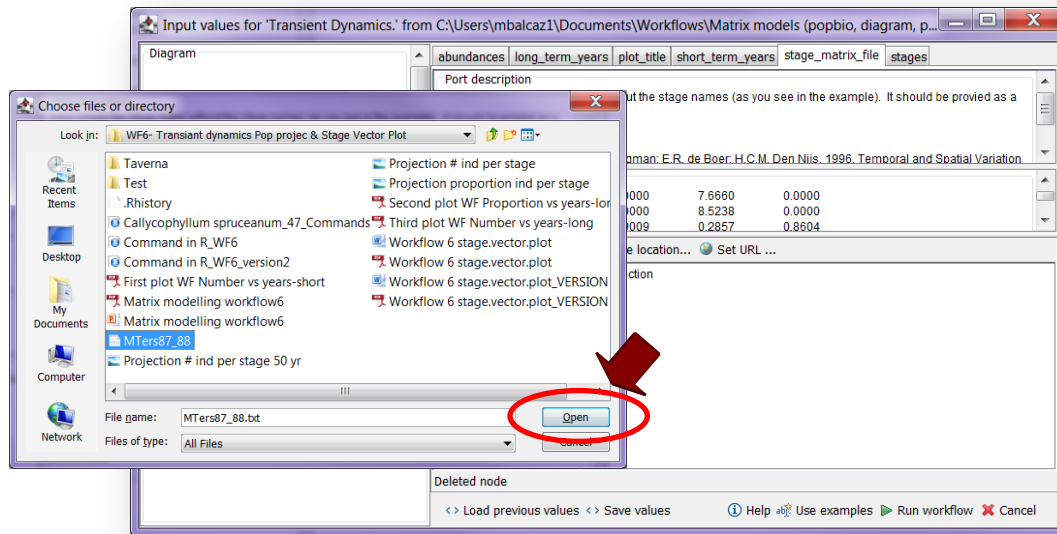 Input values for 'Transient Dynamics.' from C:\Users\mbalcaz1\Documents\Workflows\Matrix models (popbio, diagram, p...
Diagram
abundances long_term_years plot_title short_term_years stage_matrix_file stages
Port description
ut the stage names (as you see in the example). It should be provied as a
gman; E.R. de Boer; H.C.M. Den Nijs. 1996. Temporal and Spatial Variation
0000 7.6660 0.0000
0000 8.5238 0.0000
0009 0.2857 0.8604
e location... Set URL ...
ction
Choose files or directory
Look in: WF6- Transiant dynamics Pop projec & Stage Vector Plot
Recent Items
Desktop
My Documents
Computer
Network
Taverna
Test
.Rhistory
Callycophyllum spruceanum_47_Commands
Command in R_WF6
Command in R_WF6_version2
First plot WF Number vs years-short
Matrix modelling workflow6
Matrix modelling workflow6
MTers87_88
Projection # ind per stage 50 yr
Projection # ind per stage
Projection proportion ind per stage
Second plot WF Proportion vs years-lon
Third plot WF Number vs years-long
Workflow 6 stage.vector.plot
Workflow 6 stage.vector.plot
Workflow 6 stage.vector.plot_VERSION
Workflow 6 stage.vector.plot_VERSION
File name: MTers87_88.txt Open
Files of type: All Files Cancel
Deleted node
Load previous values Save values Help Use examples Run workflow Cancel